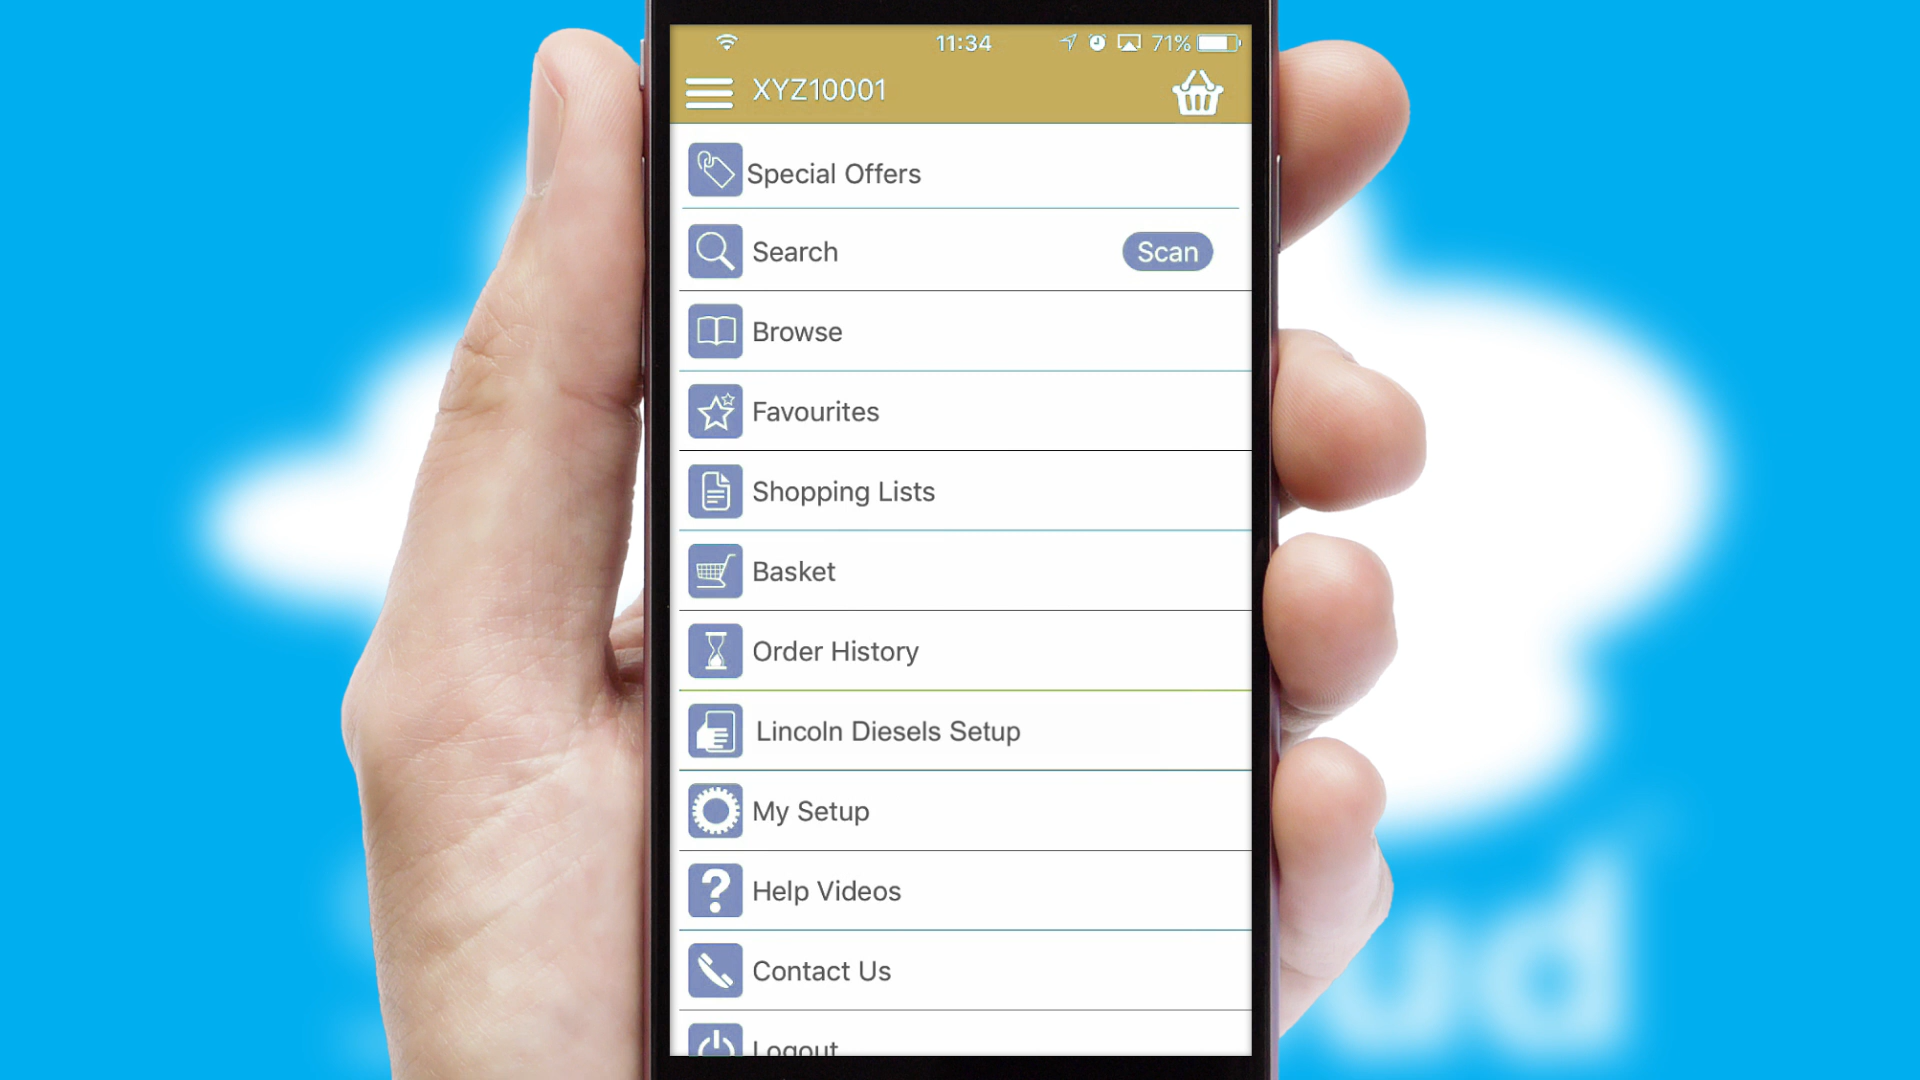 11:34 71%
XYZ10001
Special Offers
Search Scan
Browse
Favourites
Shopping Lists
Basket
Order History
Lincoln Diesels Setup
My Setup
Help Videos
Contact Us
Logout